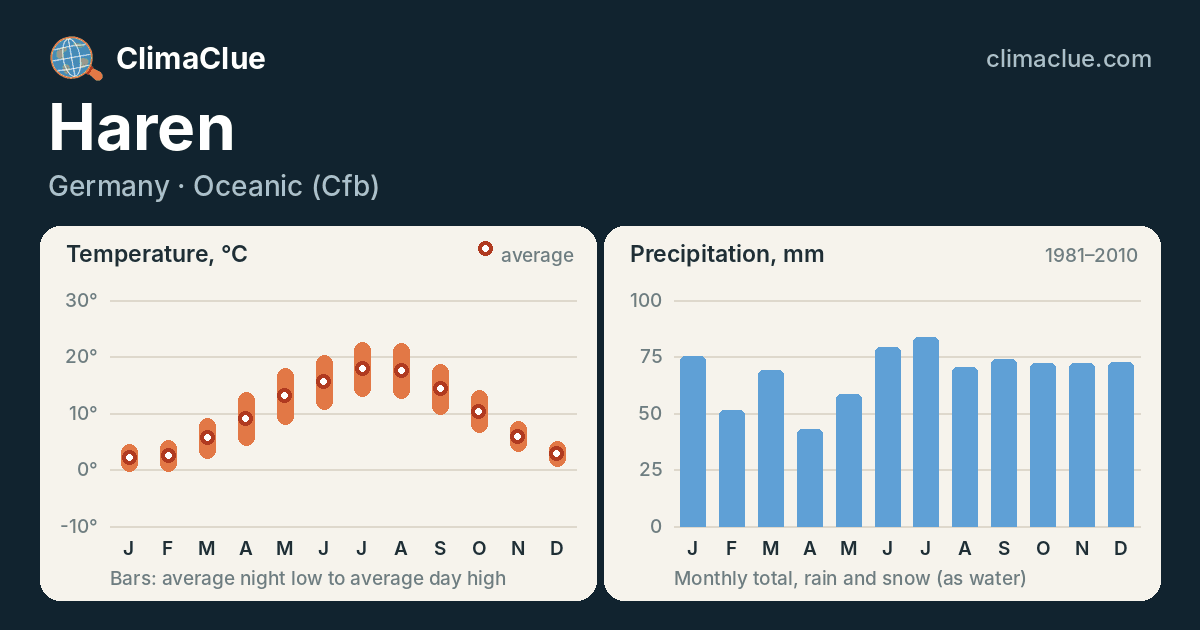 ClimaClue
climaclue.com
Haren
Germany · Oceanic (Cfb)
Temperature, °C
average
30°
20°
10°
0°
-10°
J F M A M J J A S O N D
Bars: average night low to average day high
Precipitation, mm
1981–2010
100
75
50
25
0
J F M A M J J A S O N D
Monthly total, rain and snow (as water)